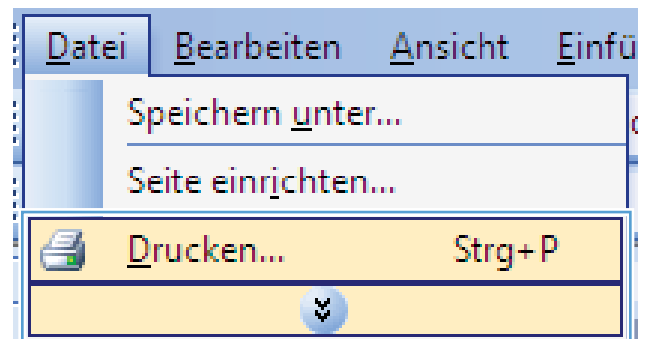 Datei Bearbeiten Ansicht Einfü
Speichern unter...
Seite einrichten...
Drucken... Strg+P